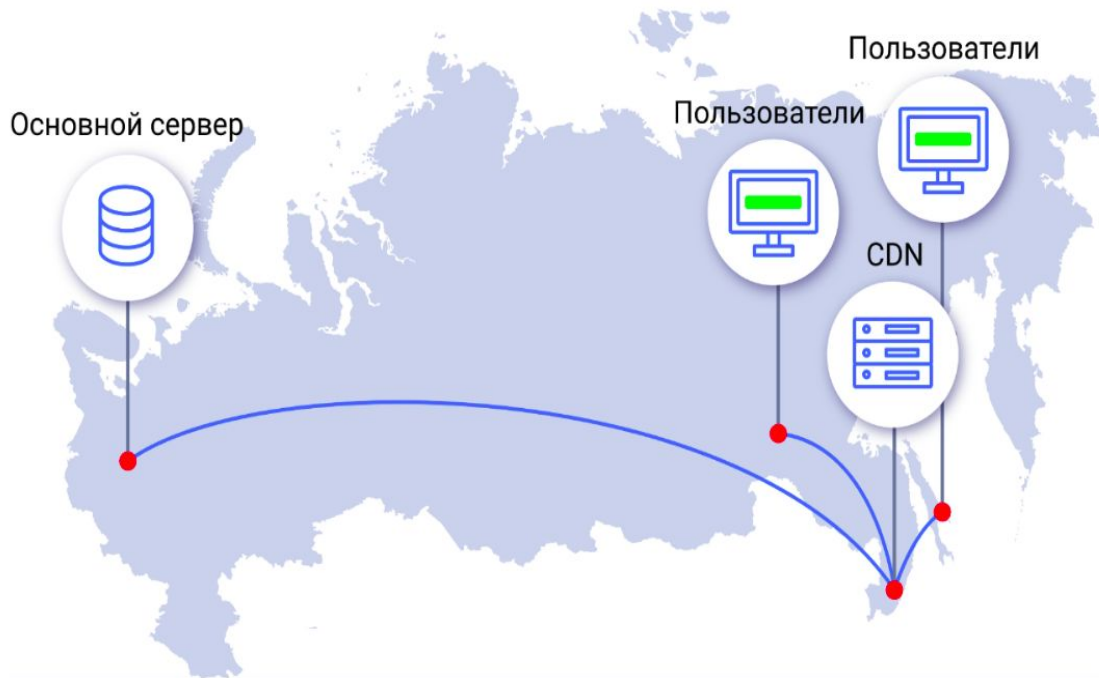 Пользователи
Пользователи
Основной сервер
CDN